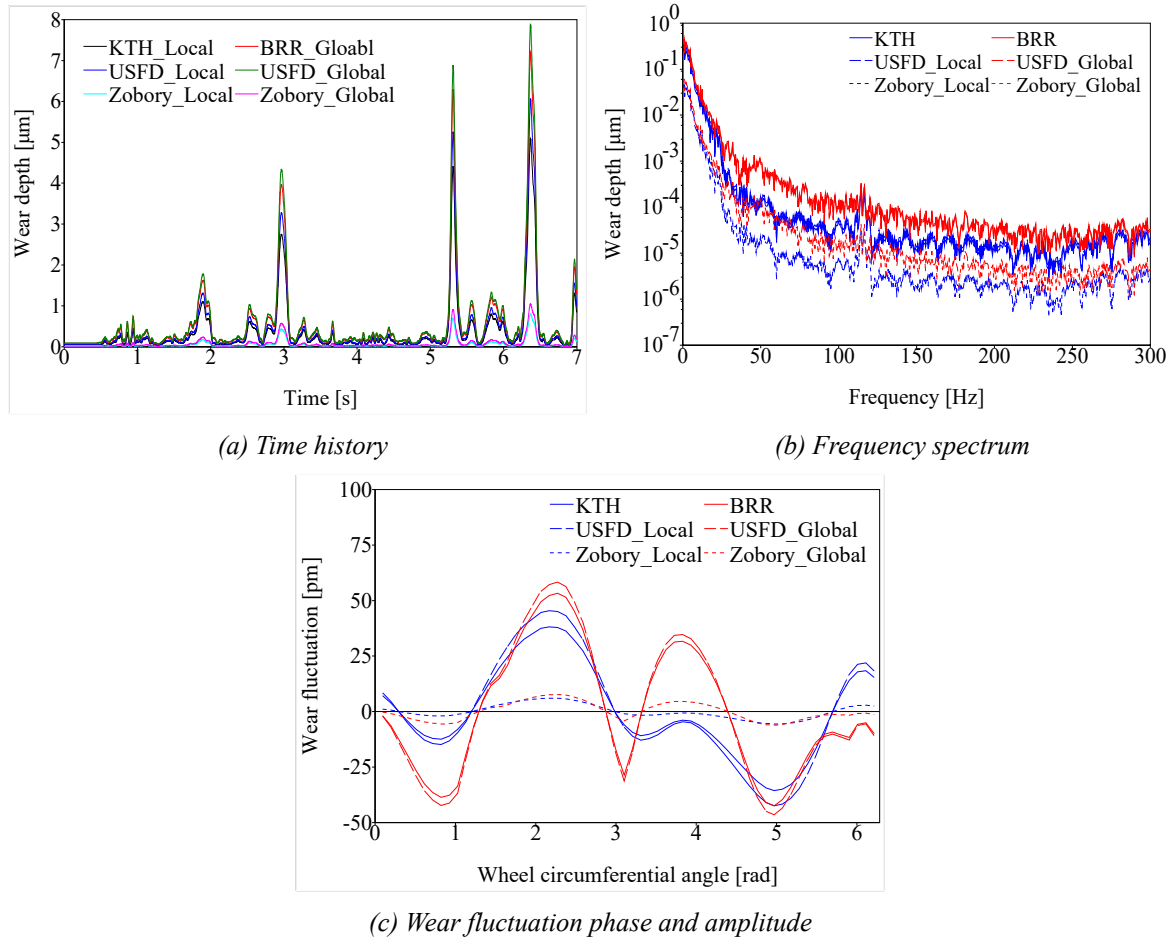 8
7
6
5
4
3
2
1
0
Wear depth [µm]
KTH_Local BRR_Gloabl
USFD_Local USFD_Global
Zobory_Local Zobory_Global
0 1 2 3 4 5 6 7
Time [s]
(a) Time history
10^0
10^-1
10^-2
10^-3
10^-4
10^-5
10^-6
10^-7
Wear depth [µm]
KTH BRR
USFD_Local USFD_Global
Zobory_Local Zobory_Global
0 50 100 150 200 250 300
Frequency [Hz]
(b) Frequency spectrum
100
75
50
25
0
-25
-50
Wear fluctuation [pm]
KTH BRR
USFD_Local USFD_Global
Zobory_Local Zobory_Global
0 1 2 3 4 5 6
Wheel circumferential angle [rad]
(c) Wear fluctuation phase and amplitude